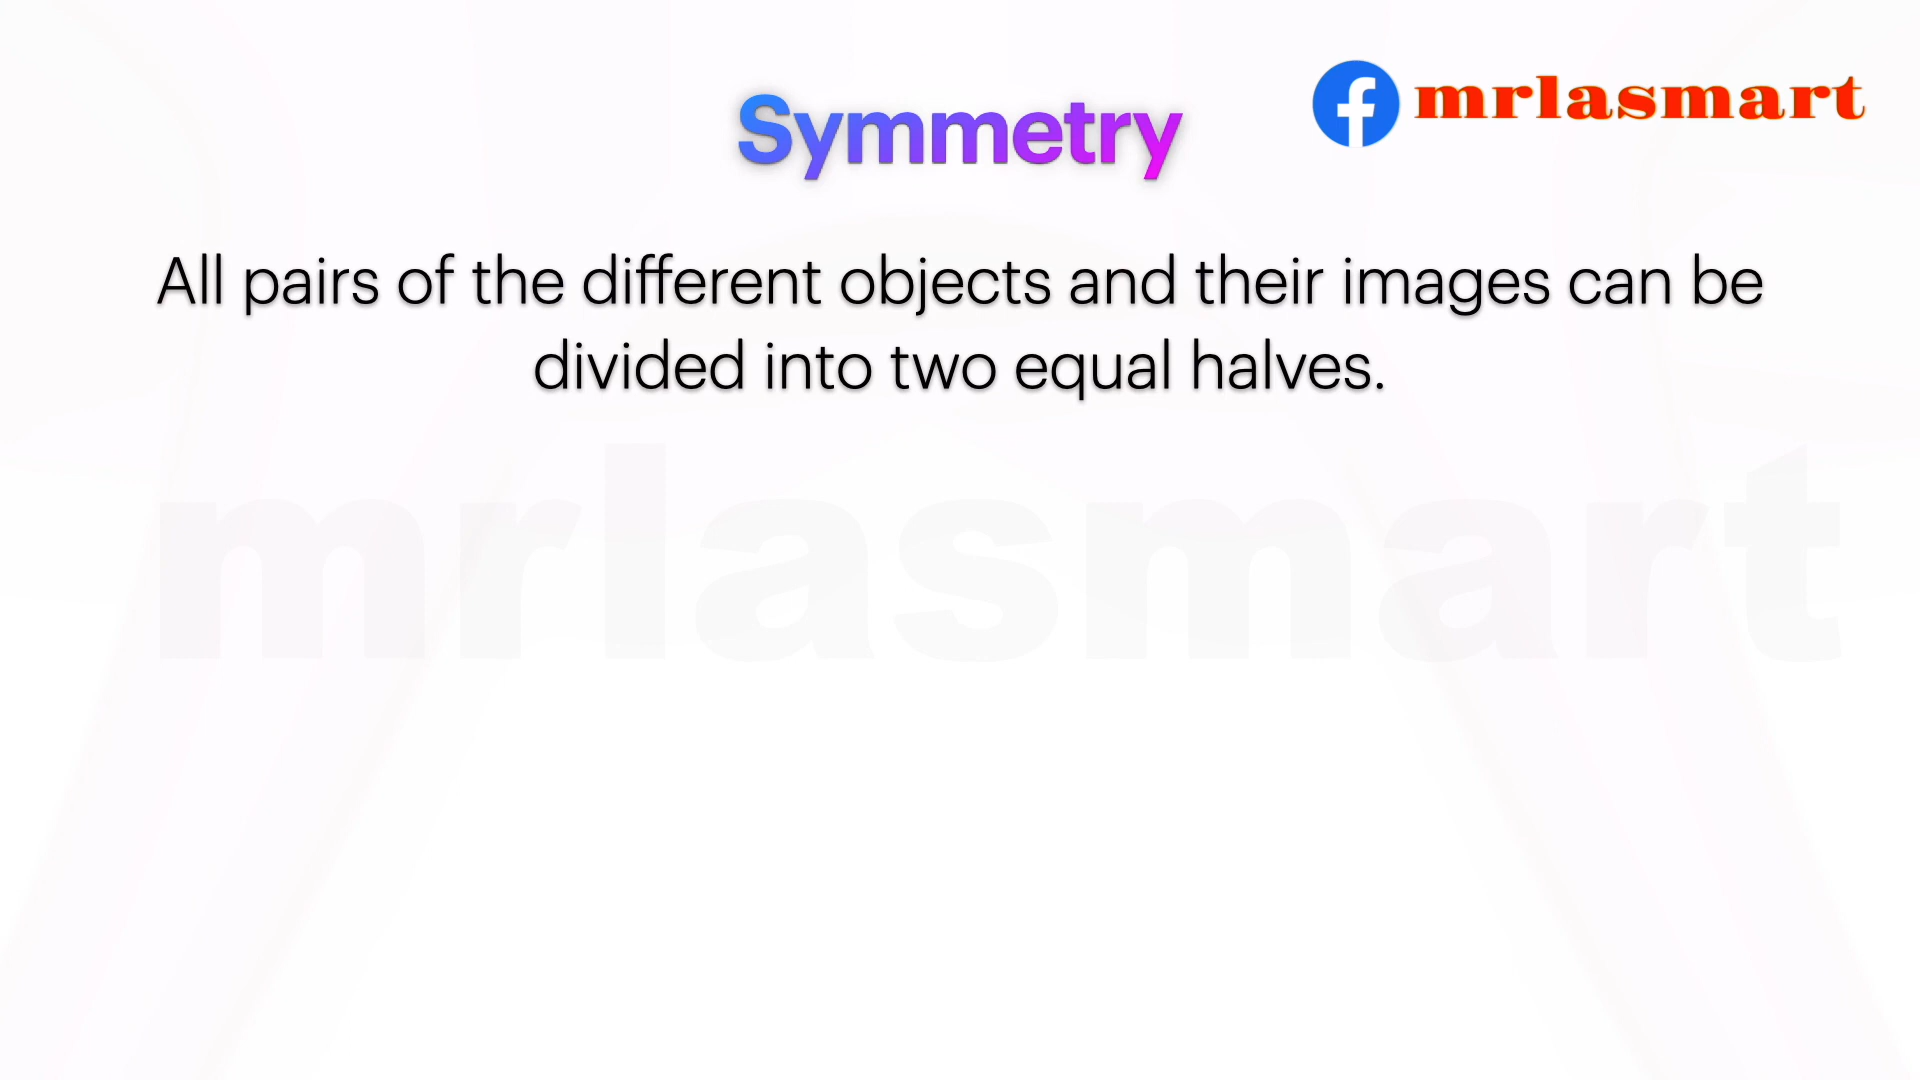 Symmetry
mrlasmart
All pairs of the different objects and their images can be
divided into two equal halves.
mrlasmart